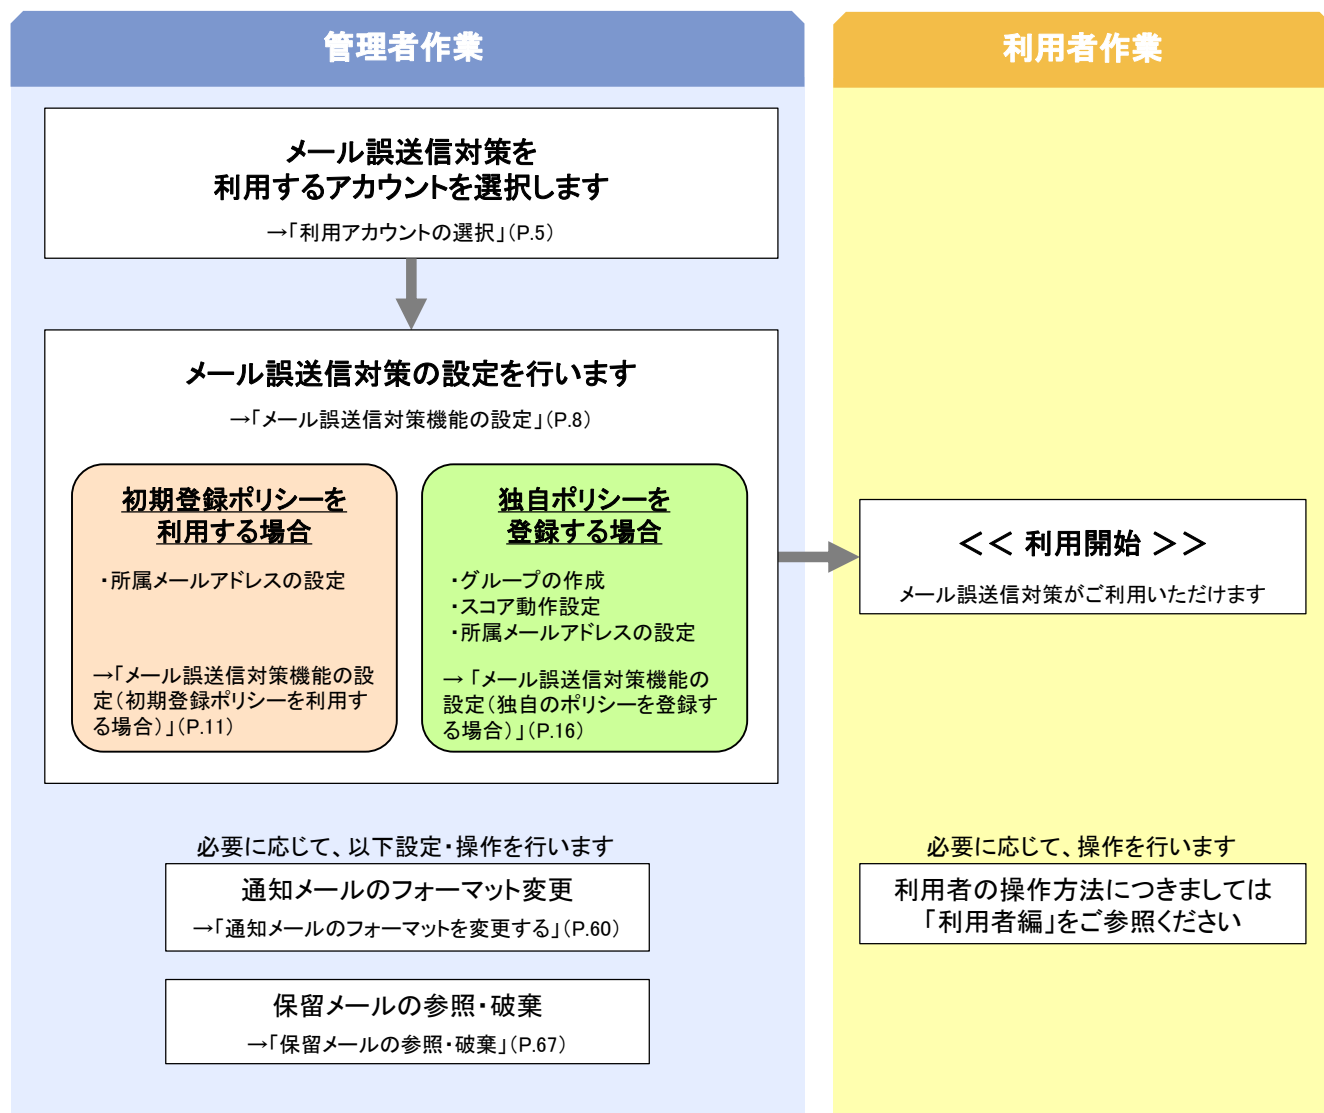 管理者作業
メール誤送信対策を
利用するアカウントを選択します
→「利用アカウントの選択」(P.5)
メール誤送信対策の設定を行います
→「メール誤送信対策機能の設定」(P.8)
初期登録ポリシーを
利用する場合
・所属メールアドレスの設定
→「メール誤送信対策機能の設
定(初期登録ポリシーを利用す
る場合)」(P.11)
独自ポリシーを
登録する場合
・グループの作成
・スコア動作設定
・所属メールアドレスの設定
→ 「メール誤送信対策機能の
設定(独自のポリシーを登録す
る場合)」(P.16)
必要に応じて、以下設定・操作を行います
通知メールのフォーマット変更
→「通知メールのフォーマットを変更する」(P.60)
保留メールの参照・破棄
→「保留メールの参照・破棄」(P.67)
利用者作業
＜＜ 利用開始 ＞＞
メール誤送信対策がご利用いただけます
必要に応じて、操作を行います
利用者の操作方法につきましては
「利用者編」をご参照ください